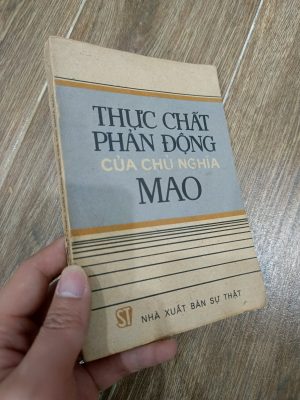 THỰC CHẤT
PHẢN ĐỘNG
CỦA CHỦ NGHĨA
MAO
ST NHÀ XUẤT BẢN SỰ THẬT